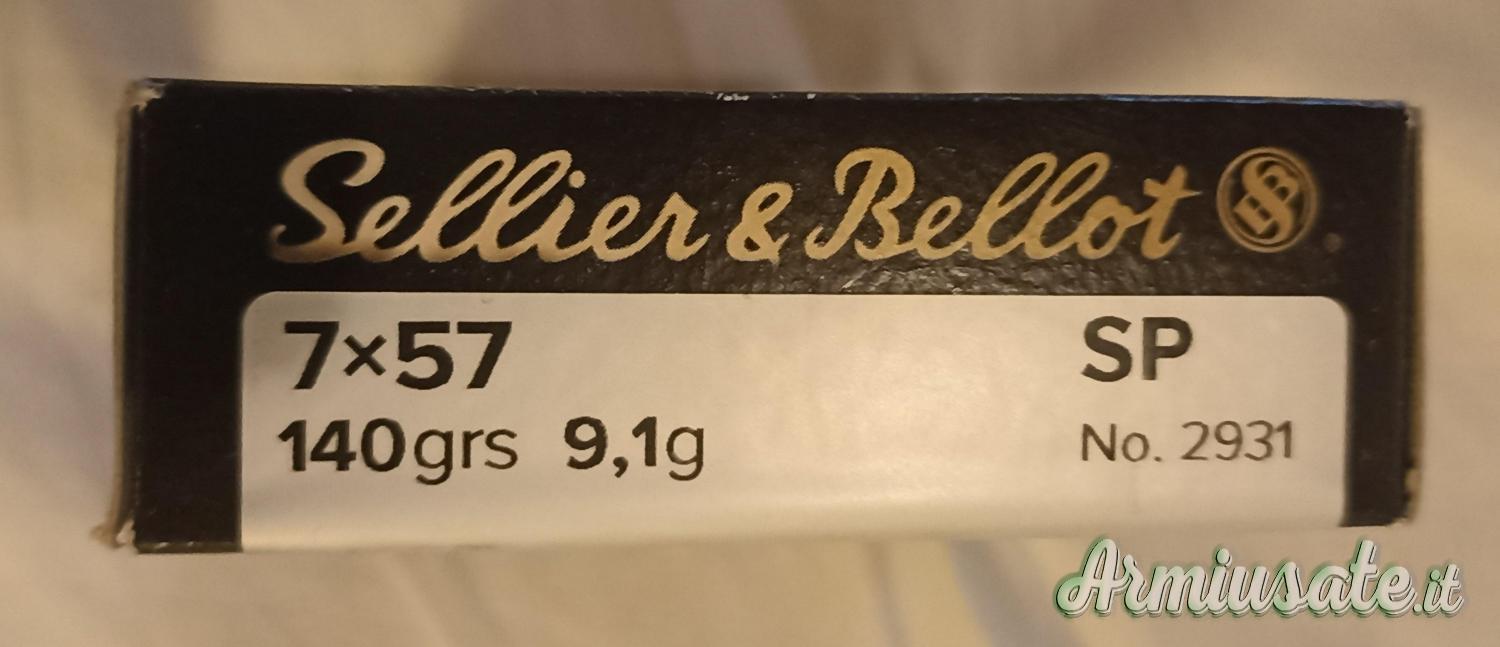 Sellier & Bellot
7×57
SP
140grs 9,1g
No. 2931
Armiusate.it